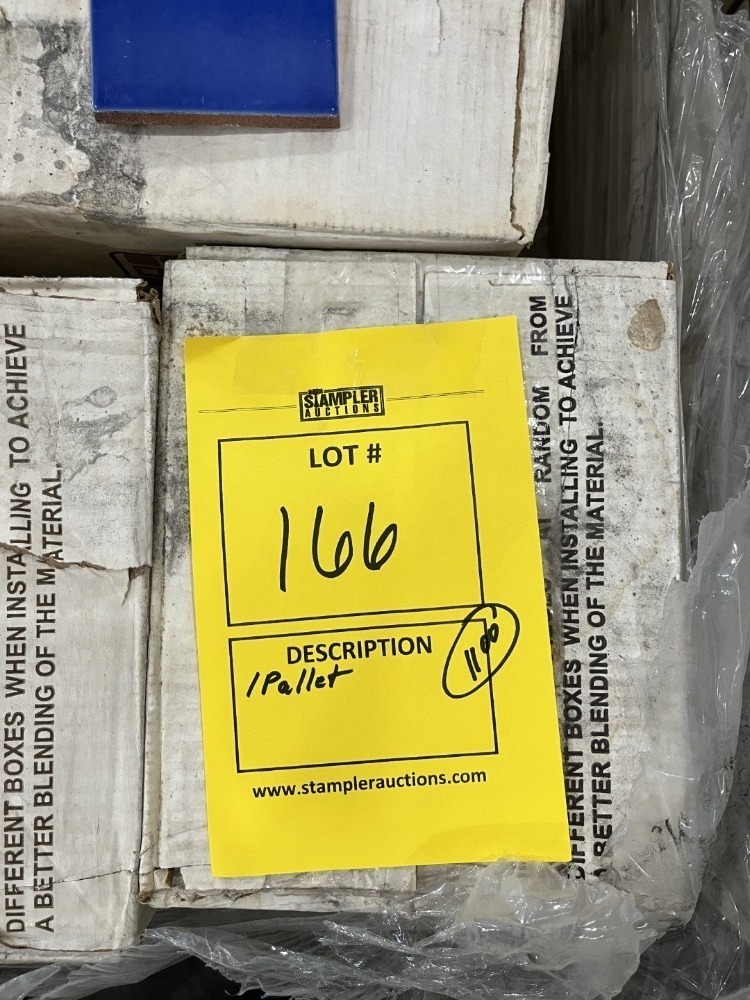 STAMPLER
AUCTIONS
LOT #
166
DESCRIPTION
1 Pallet
1100'
www.stamplerauctions.com
DIFFERENT BOXES WHEN INSTALLING TO ACHIEVE
A BETTER BLENDING OF THE MATERIAL.
RANDOM FROM
DIFFERENT BOXES WHEN INSTALLING TO ACHIEVE
A BETTER BLENDING OF THE MATERIAL.